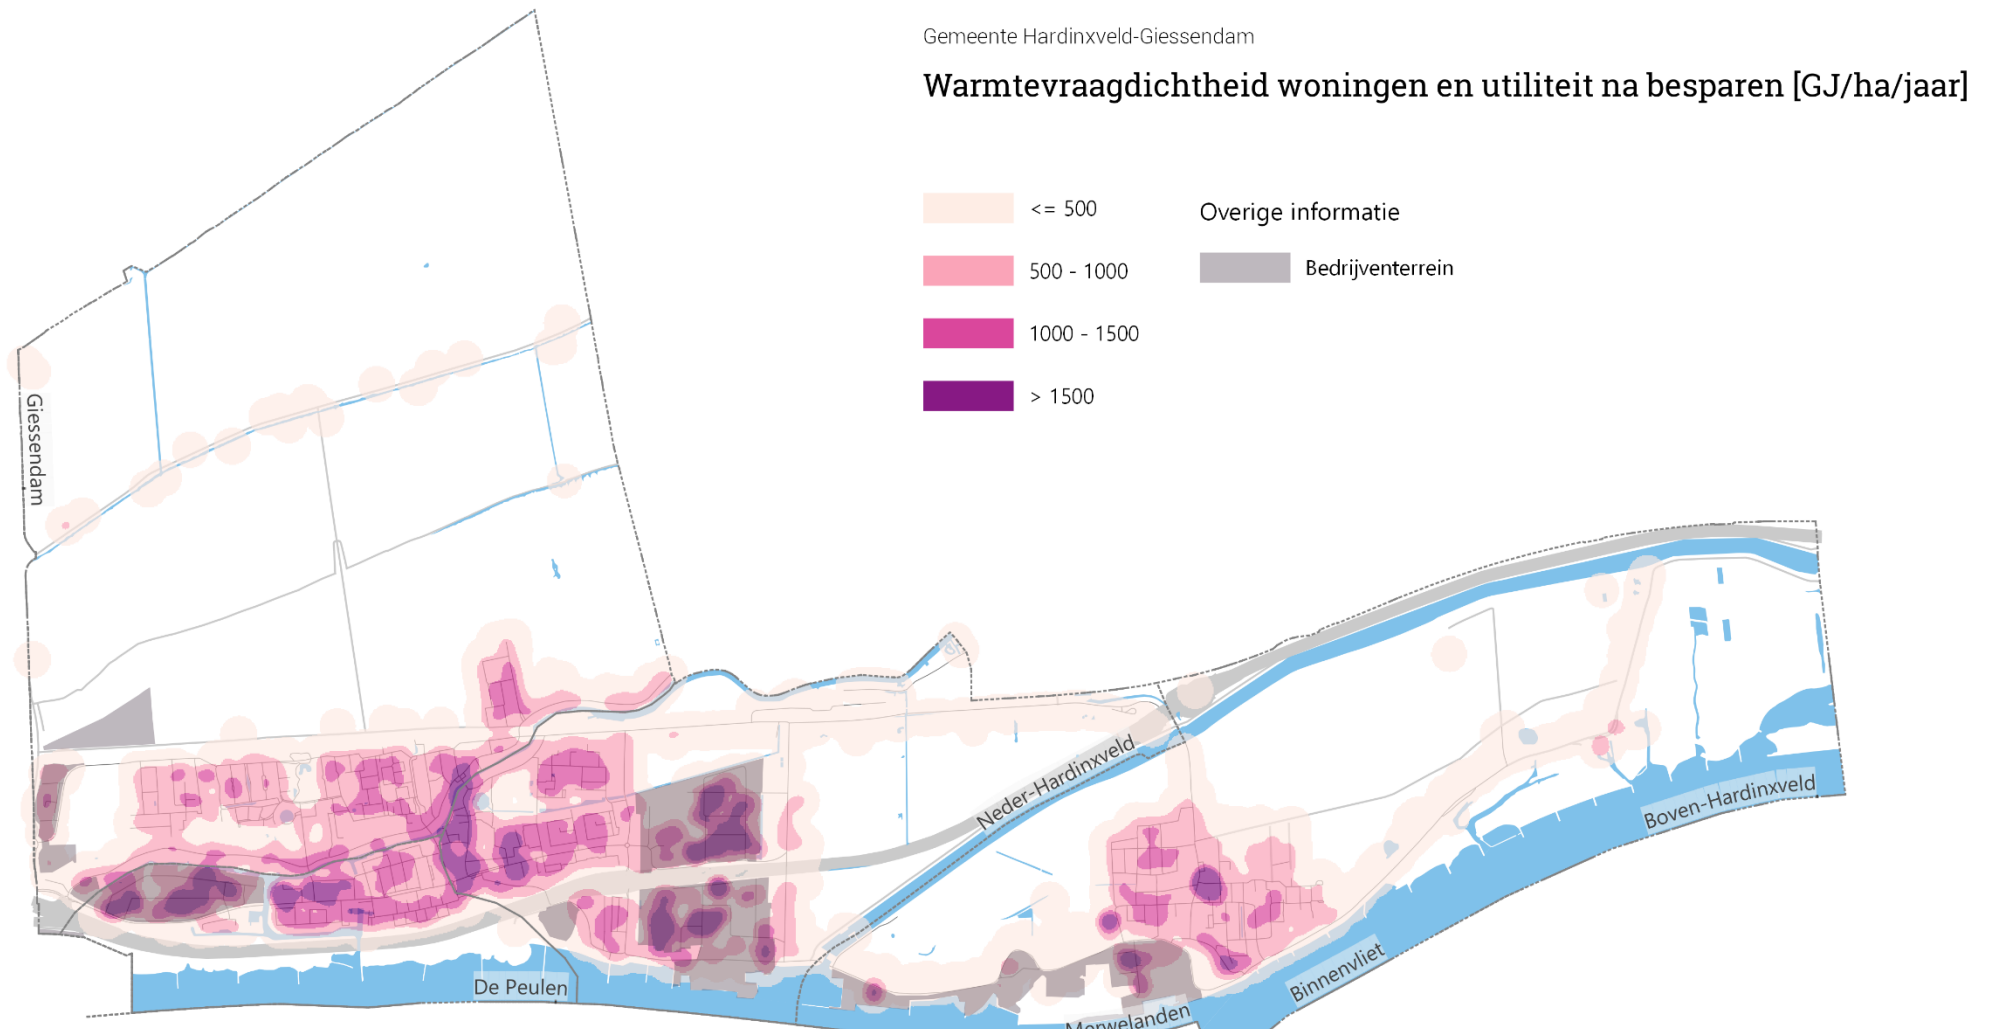 Gemeente Hardinxveld-Giessendam
Warmtevraagdichtheid woningen en utiliteit na besparen [GJ/ha/jaar]
<= 500
500 - 1000
1000 - 1500
> 1500
Overige informatie
Bedrijventerrein
Giessendam
Neder-Hardinxveld
Boven-Hardinxveld
De Peulen
Binnenvliet
Merwelanden